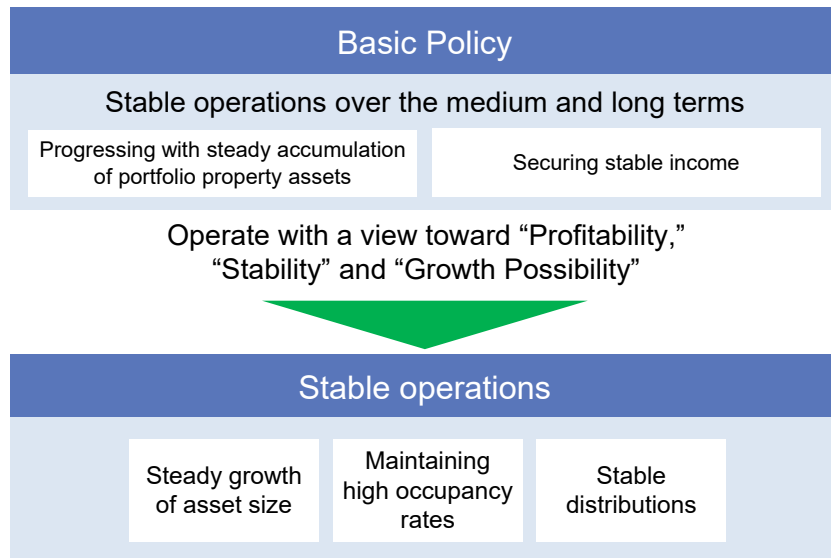 Basic Policy
Stable operations over the medium and long terms
Progressing with steady accumulation
of portfolio property assets
Securing stable income
Operate with a view toward “Profitability,”
“Stability” and “Growth Possibility”
Stable operations
Steady growth
of asset size
Maintaining
high occupancy
rates
Stable
distributions